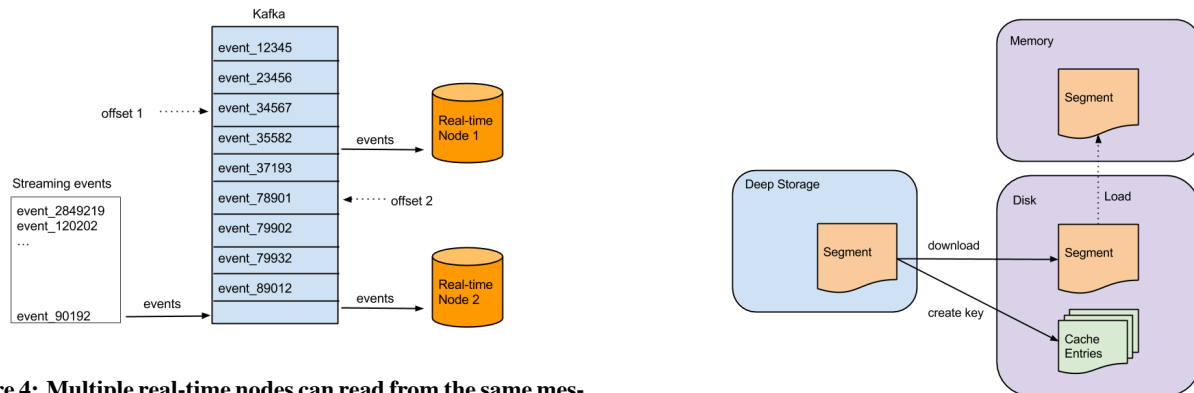 Kafka
event_12345
event_23456
offset 1
event_34567
event_35582
events
Real-time
Node 1
event_37193
Streaming events
event_78901
offset 2
event_2849219
event_120202
...
event_79902
event_79932
event_89012
event_90192
events
events
Real-time
Node 2
re 4: Multiple real-time nodes can read from the same mes-
Memory
Segment
Deep Storage
Segment
download
create key
Disk
Load
Segment
Cache
Entries